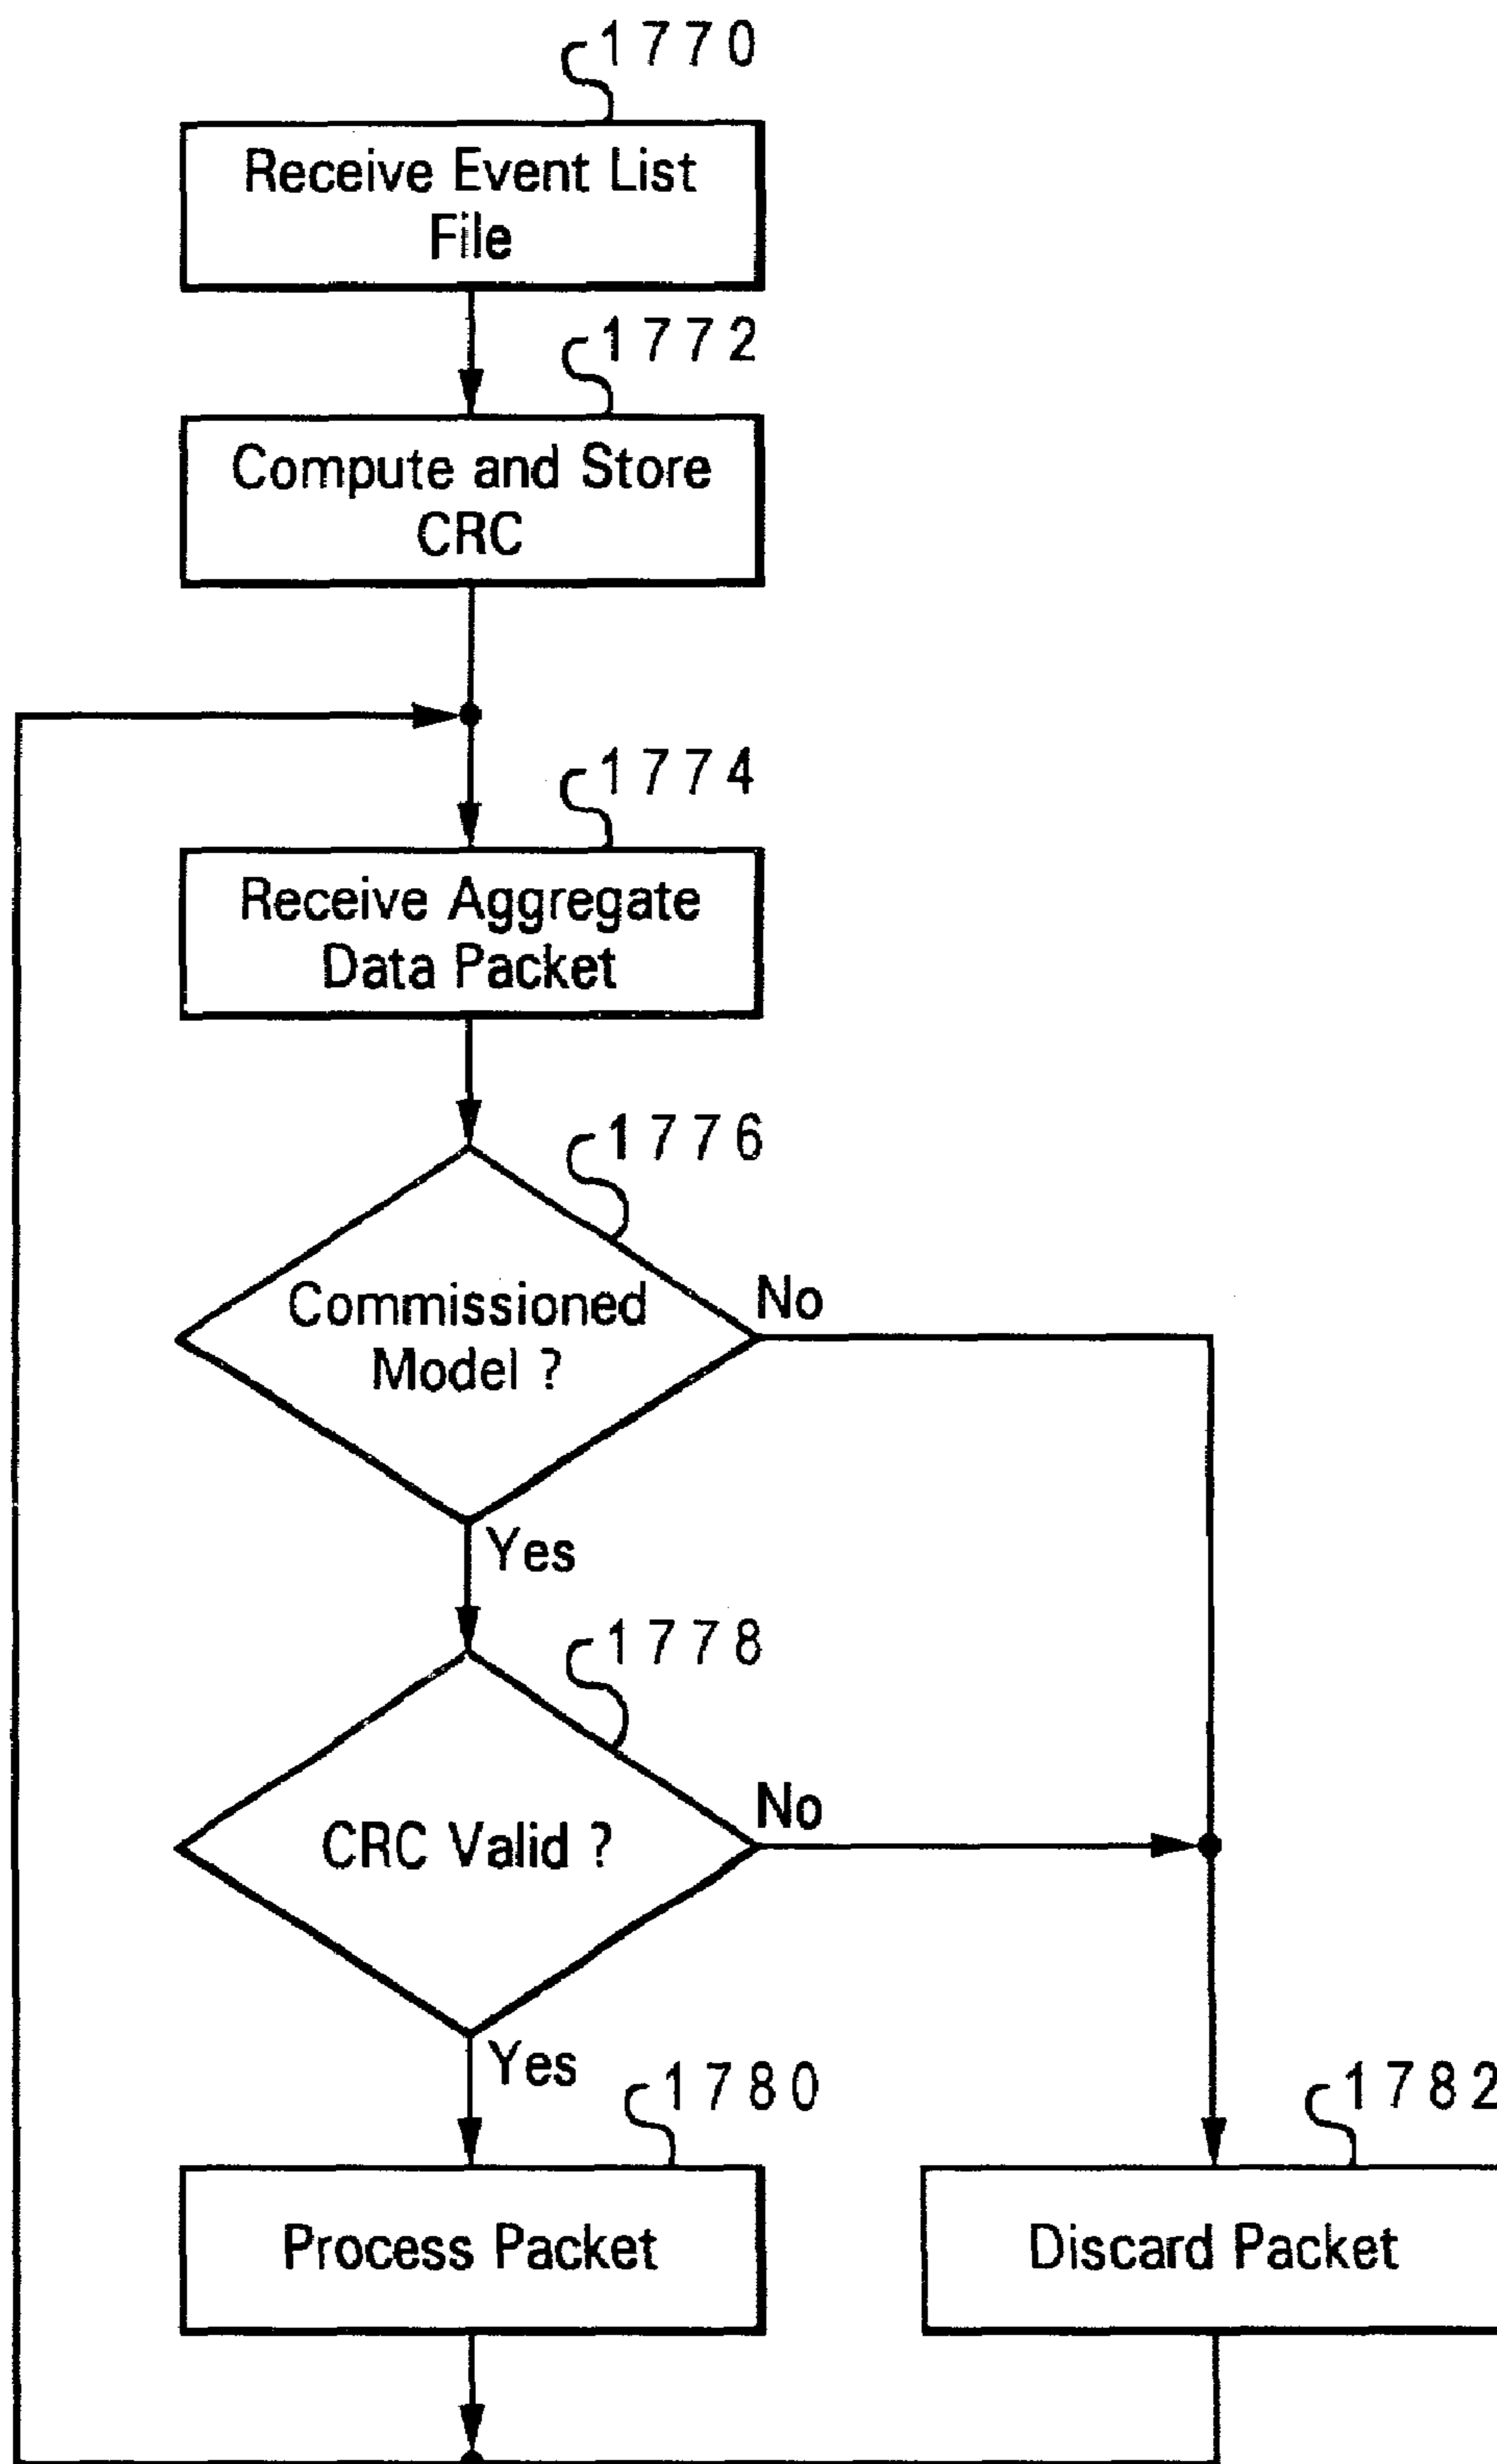 1770
Receive Event List
File
1772
Compute and Store
CRC
1774
Receive Aggregate
Data Packet
1776
Commissioned
Model ?
No
Yes
1778
CRC Valid ?
No
Yes
1780
Process Packet
1782
Discard Packet